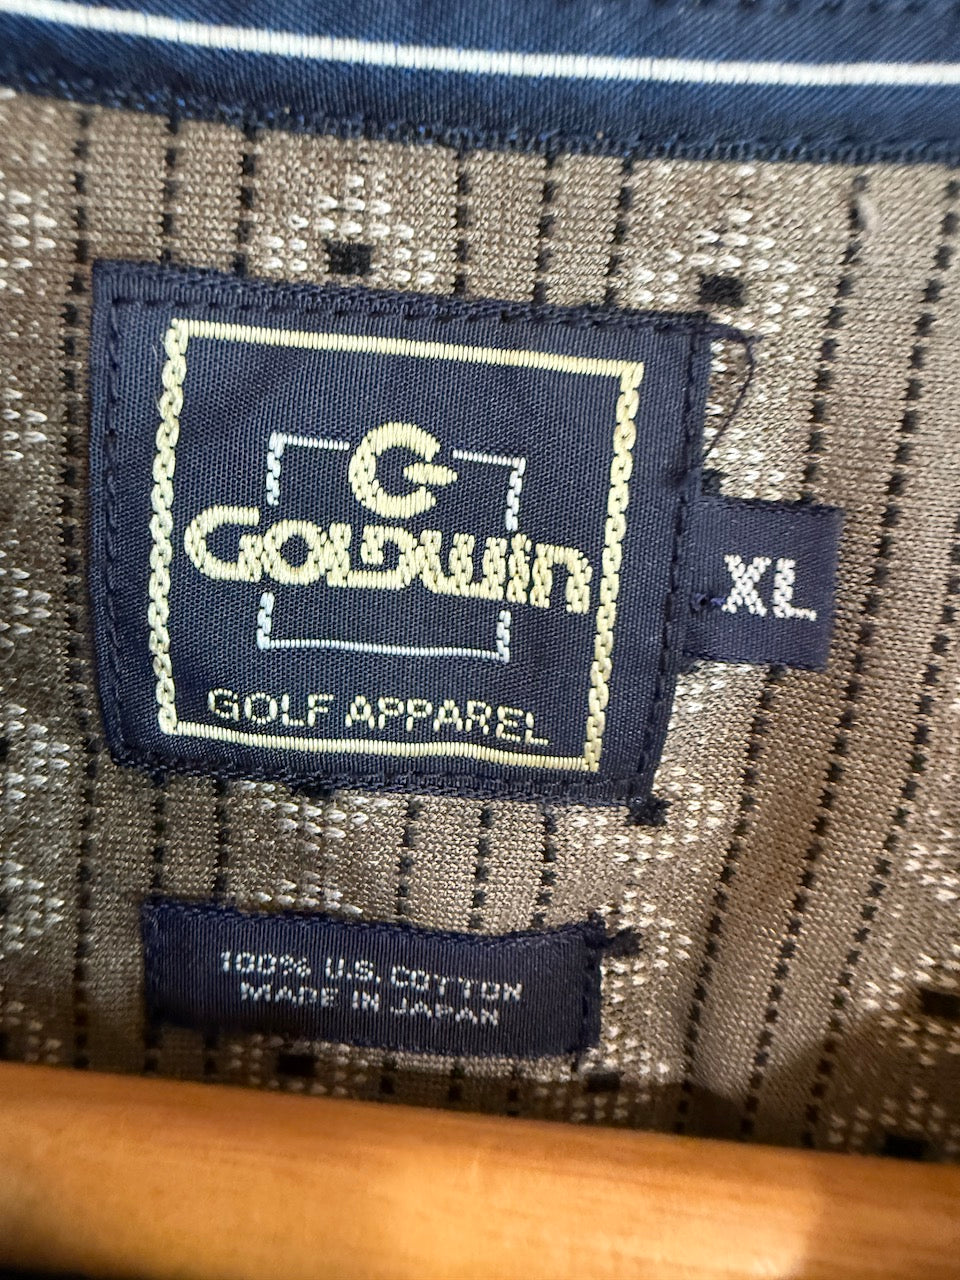 GOLDWIN
XL
GOLF APPAREL
100% U.S. COTTON
MADE IN JAPAN